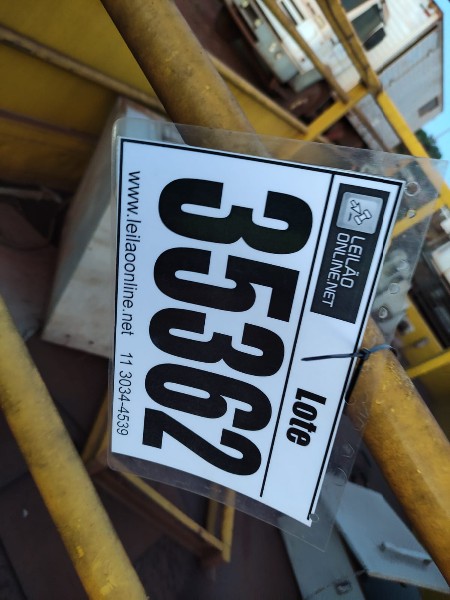 LEILÃO
ONLINE.NET
Lote
35362
www.leilaoonline.net 11 3034-4539